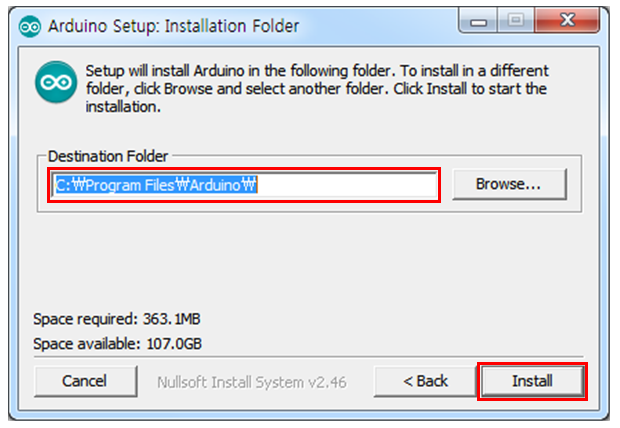 Arduino Setup: Installation Folder
Setup will install Arduino in the following folder. To install in a different
folder, click Browse and select another folder. Click Install to start the
installation.
Destination Folder
C:₩Program Files₩Arduino₩
Browse...
Space required: 363.1MB
Space available: 107.0GB
Cancel
Nullsoft Install System v2.46
< Back
Install